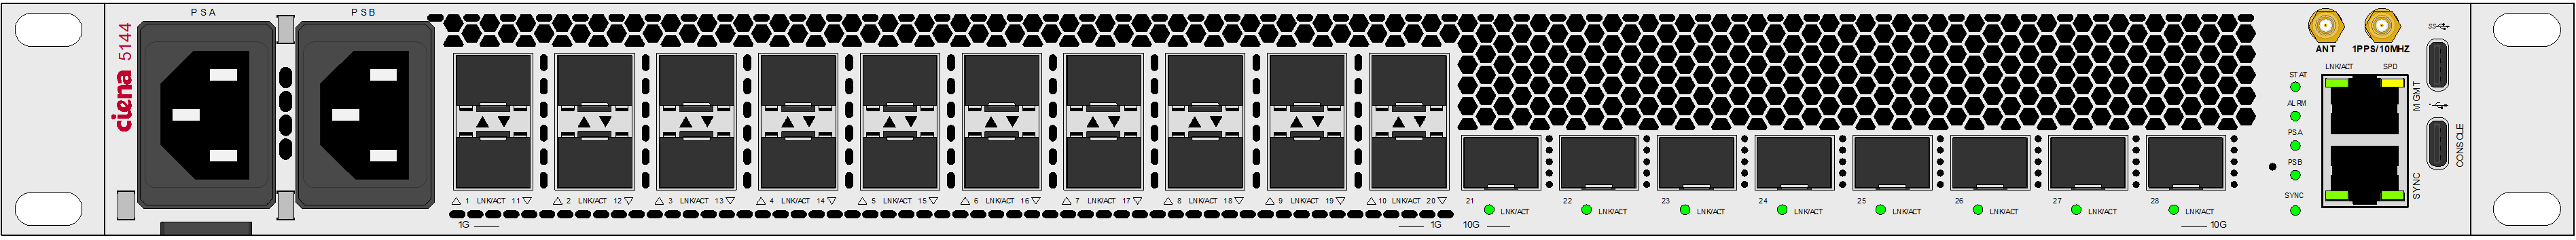 PSA
PSB
ciena 5144
1 LNK/ACT 11
2 LNK/ACT 12
3 LNK/ACT 13
4 LNK/ACT 14
5 LNK/ACT 15
6 LNK/ACT 16
7 LNK/ACT 17
8 LNK/ACT 18
9 LNK/ACT 19
10 LNK/ACT 20
1G
1G
21 LNK/ACT
22 LNK/ACT
23 LNK/ACT
24 LNK/ACT
25 LNK/ACT
26 LNK/ACT
27 LNK/ACT
28 LNK/ACT
10G
10G
STAT
ALRM
PSA
PSB
SYNC
ANT
1PPS/10MHZ
LNK/ACT
SPD
MGMT
SYNC
SS
CONSOLE